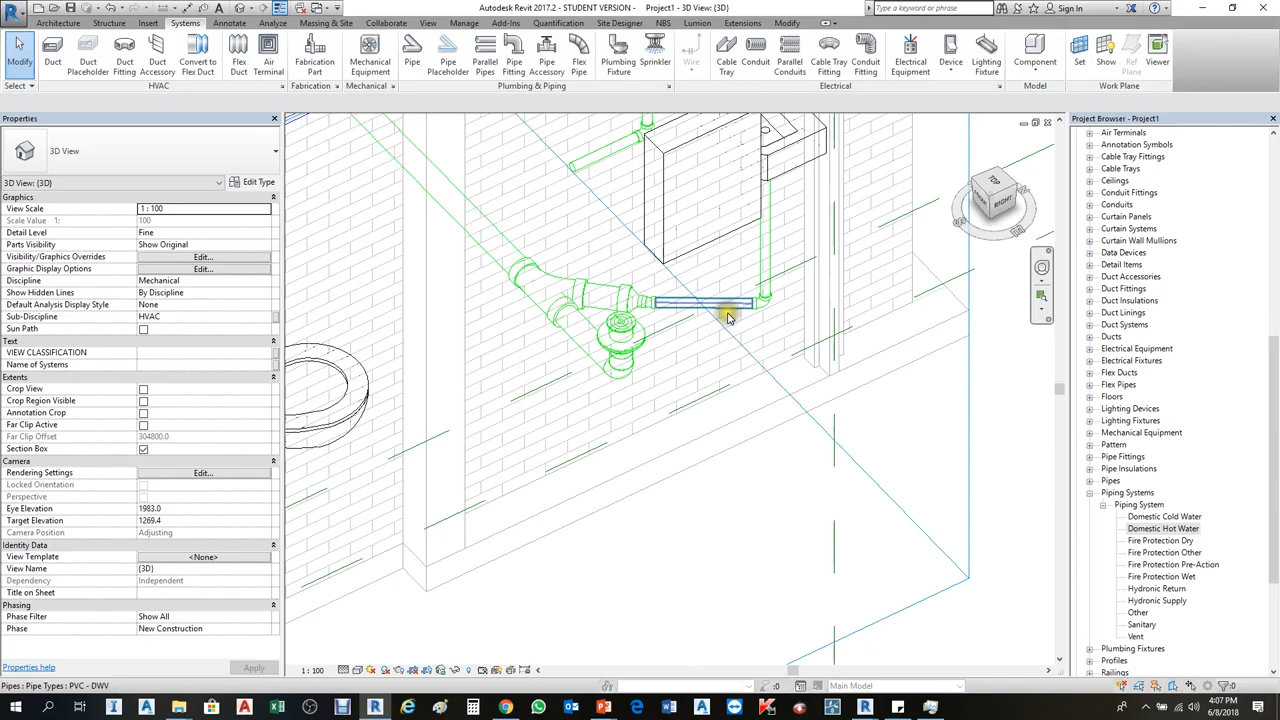 Autodesk Revit 2017.2 - STUDENT VERSION - Project1 - 3D View: {3D}
Type a keyword or phrase
Sign In
Architecture Structure Insert Systems Annotate Analyze Massing & Site Collaborate View Manage Add-Ins Quantification Site Designer NBS Lumion Extensions Modify
Modify
Duct
Duct Placeholder
Duct Fitting
Duct Accessory
Convert to Flex Duct
Flex Duct
Air Terminal
Fabrication Part
Mechanical Equipment
Pipe
Pipe Placeholder
Parallel Pipes
Pipe Fitting
Pipe Accessory
Flex Pipe
Plumbing Fixture
Sprinkler
Wire
Cable Tray
Conduit
Parallel Conduits
Cable Tray Fitting
Conduit Fitting
Electrical Equipment
Device
Lighting Fixture
Component
Set
Show
Ref Plane
Viewer
Select HVAC Fabrication Mechanical Plumbing & Piping Electrical Model Work Plane
Properties
3D View
3D View: {3D} Edit Type
Graphics
View Scale 1 : 100
Scale Value 1: 100
Detail Level Fine
Parts Visibility Show Original
Visibility/Graphics Overrides Edit...
Graphic Display Options Edit...
Discipline Mechanical
Show Hidden Lines By Discipline
Default Analysis Display Style None
Sub-Discipline HVAC
Sun Path
Text
VIEW CLASSIFICATION
Name of Systems
Extents
Crop View
Crop Region Visible
Annotation Crop
Far Clip Active
Far Clip Offset 304800.0
Section Box
Camera
Rendering Settings Edit...
Locked Orientation
Perspective
Eye Elevation 1983.0
Target Elevation 1269.4
Camera Position Adjusting
Identity Data
View Template <None>
View Name {3D}
Dependency Independent
Title on Sheet
Phasing
Phase Filter Show All
Phase New Construction
Properties help Apply
TOP
RIGHT
1 : 100
Project Browser - Project1
Air Terminals
Annotation Symbols
Cable Tray Fittings
Cable Trays
Ceilings
Conduit Fittings
Conduits
Curtain Panels
Curtain Systems
Curtain Wall Mullions
Data Devices
Detail Items
Duct Accessories
Duct Fittings
Duct Insulations
Duct Linings
Duct Systems
Ducts
Electrical Equipment
Electrical Fixtures
Flex Ducts
Flex Pipes
Floors
Lighting Devices
Lighting Fixtures
Mechanical Equipment
Pattern
Pipe Fittings
Pipe Insulations
Pipes
Piping Systems
Piping System
Domestic Cold Water
Domestic Hot Water
Fire Protection Dry
Fire Protection Other
Fire Protection Pre-Action
Fire Protection Wet
Hydronic Return
Hydronic Supply
Other
Sanitary
Vent
Plumbing Fixtures
Profiles
Railings
Pipes : Pipe Types : PVC - DWV
:0
Main Model
:0
4:07 PM
6/8/2018